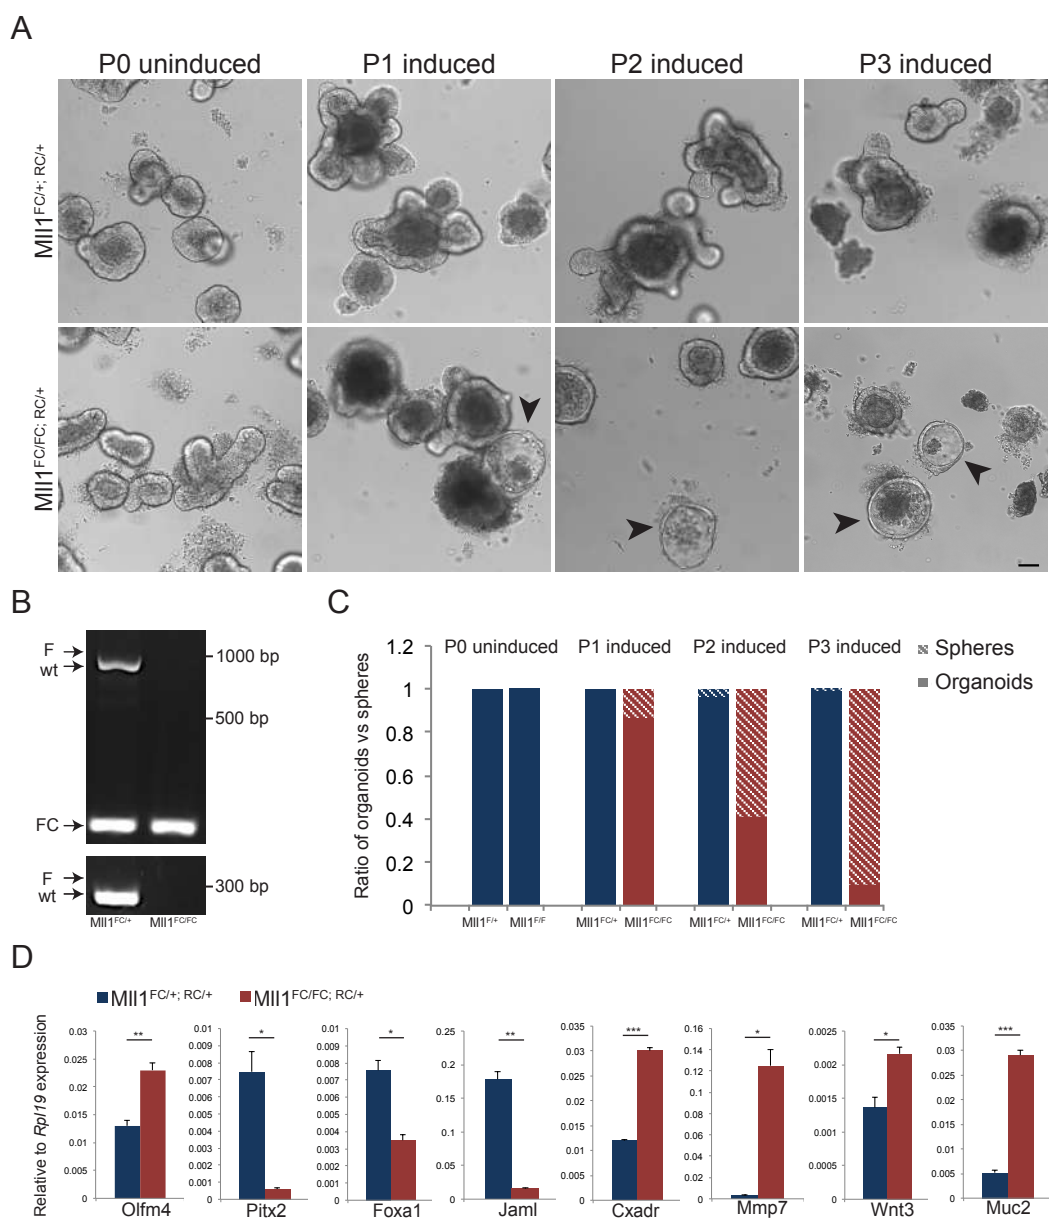 A
P0 uninduced
P1 induced
P2 induced
P3 induced
Mll1FC/+; RC/+
Mll1FC/FC; RC/+
B
F
wt
FC
F
wt
1000 bp
500 bp
300 bp
Mll1FC/+
Mll1FC/FC
C
Ratio of organoids vs spheres
1.2
1
0.8
0.6
0.4
0.2
0
P0 uninduced
P1 induced
P2 induced
P3 induced
Spheres
Organoids
Mll1F/+
Mll1F/F
Mll1FC/+
Mll1FC/FC
Mll1FC/+
Mll1FC/FC
Mll1FC/+
Mll1FC/FC
D
Mll1FC/+; RC/+
Mll1FC/FC; RC/+
Relative to Rpl19 expression
0.03
0.025
0.02
0.015
0.01
0.005
0
**
Olfm4
0.01
0.009
0.008
0.007
0.006
0.005
0.004
0.003
0.002
0.001
0
*
Pitx2
0.01
0.009
0.008
0.007
0.006
0.005
0.004
0.003
0.002
0.001
0
*
Foxa1
0.25
0.2
0.15
0.1
0.05
0
**
Jaml
0.035
0.03
0.025
0.02
0.015
0.01
0.005
0
***
Cxadr
0.16
0.14
0.12
0.1
0.08
0.06
0.04
0.02
0
*
Mmp7
0.0025
0.002
0.0015
0.001
0.0005
0
*
Wnt3
0.035
0.03
0.025
0.02
0.015
0.01
0.005
0
***
Muc2